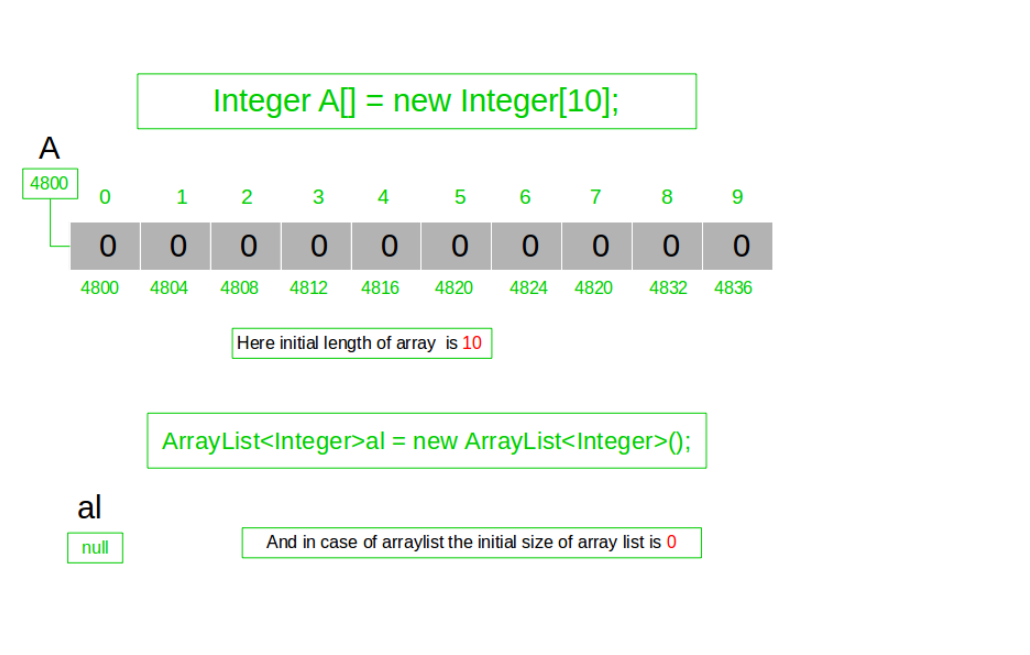 Integer A[] = new Integer[10];
A
4800
0 1 2 3 4 5 6 7 8 9
0 0 0 0 0 0 0 0 0 0
4800 4804 4808 4812 4816 4820 4824 4820 4832 4836
Here initial length of array is 10
ArrayList<Integer>al = new ArrayList<Integer>();
al
null
And in case of arraylist the initial size of array list is 0